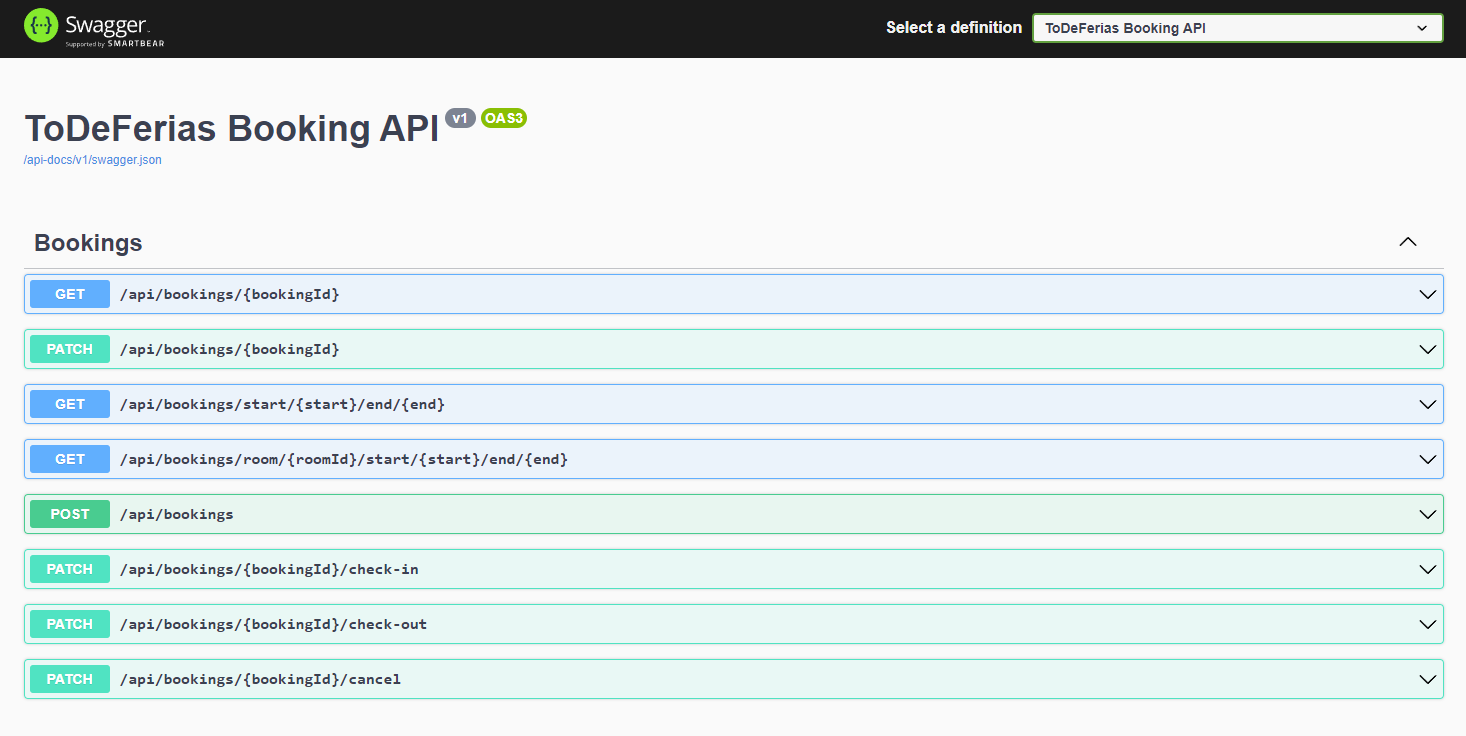 Swagger
Supported by SMARTBEAR
Select a definition
ToDeFerias Booking API
ToDeFerias Booking API v1 OAS3
/api-docs/v1/swagger.json
Bookings
GET /api/bookings/{bookingId}
PATCH /api/bookings/{bookingId}
GET /api/bookings/start/{start}/end/{end}
GET /api/bookings/room/{roomId}/start/{start}/end/{end}
POST /api/bookings
PATCH /api/bookings/{bookingId}/check-in
PATCH /api/bookings/{bookingId}/check-out
PATCH /api/bookings/{bookingId}/cancel